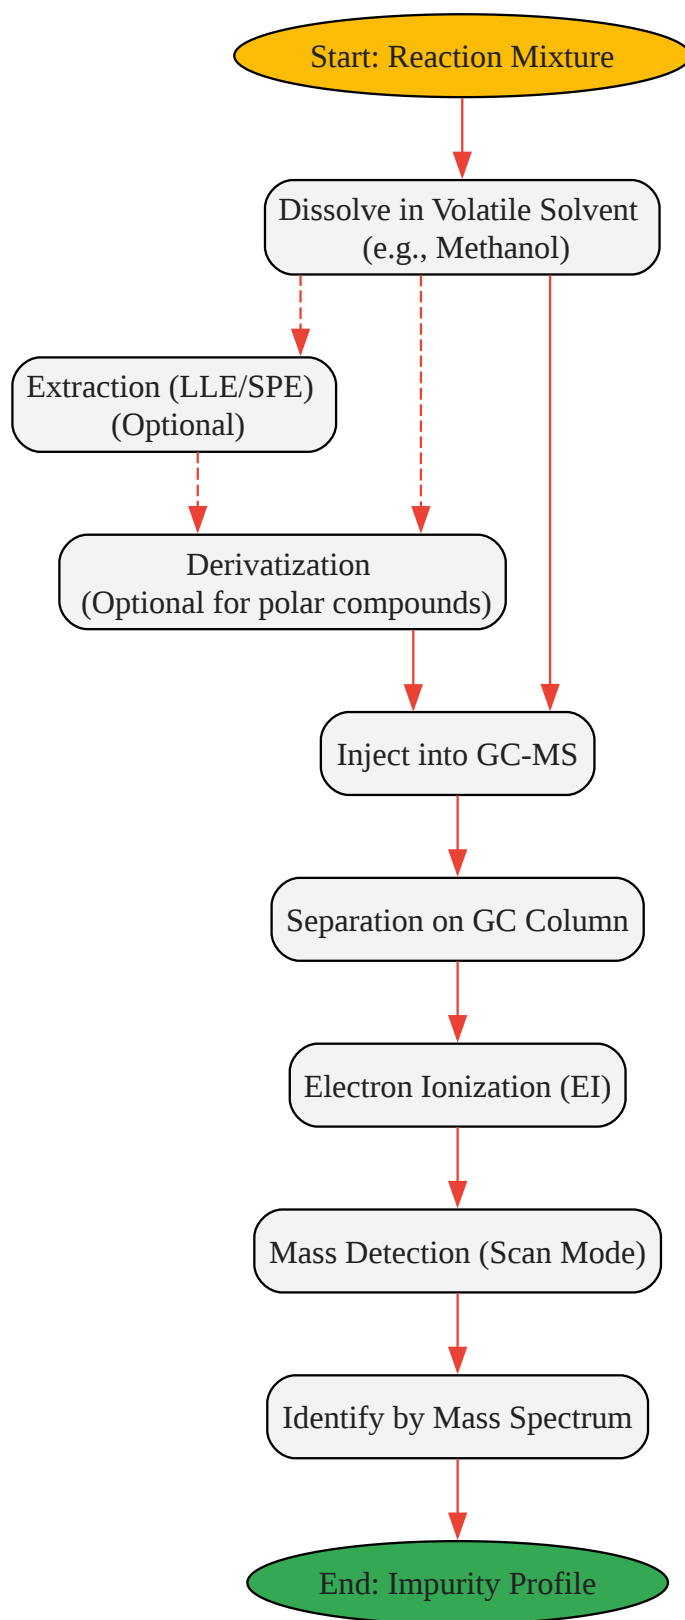 Start: Reaction Mixture
Dissolve in Volatile Solvent
(e.g., Methanol)
Extraction (LLE/SPE)
(Optional)
Derivatization
(Optional for polar compounds)
Inject into GC-MS
Separation on GC Column
Electron Ionization (EI)
Mass Detection (Scan Mode)
Identify by Mass Spectrum
End: Impurity Profile